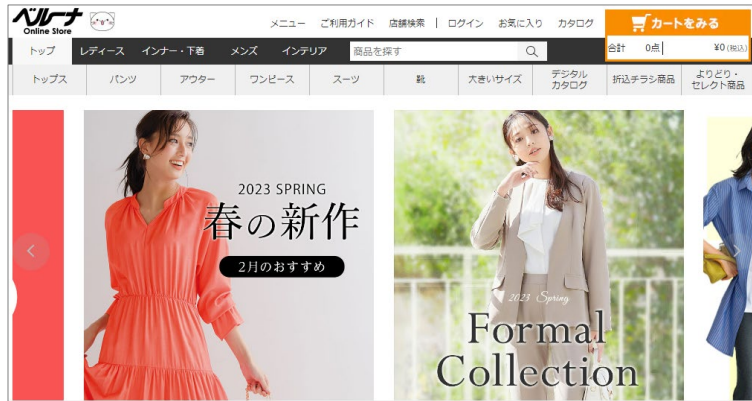 ベルーナ
Online Store
メニュー ご利用ガイド 店舗検索 | ログイン お気に入り カタログ
カートをみる
合計 0点 ¥0 (税込)
トップ レディース インナー・下着 メンズ インテリア 商品を探す
トップス パンツ アウター ワンピース スーツ 靴 大きいサイズ デジタル
カタログ 折込チラシ商品 よりどり・
セレクト商品
2023 SPRING
春の新作
2月のおすすめ
2023 Spring
Formal
Collection